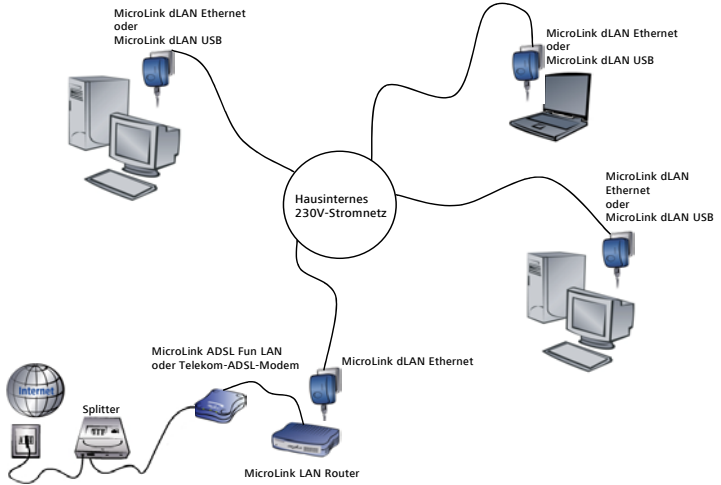 MicroLink dLAN Ethernet
oder
MicroLink dLAN USB
MicroLink dLAN Ethernet
oder
MicroLink dLAN USB
MicroLink dLAN
Ethernet
oder
MicroLink dLAN USB
Hausinternes
230V-Stromnetz
MicroLink ADSL Fun LAN
oder Telekom-ADSL-Modem
MicroLink dLAN Ethernet
Internet
Splitter
MicroLink LAN Router